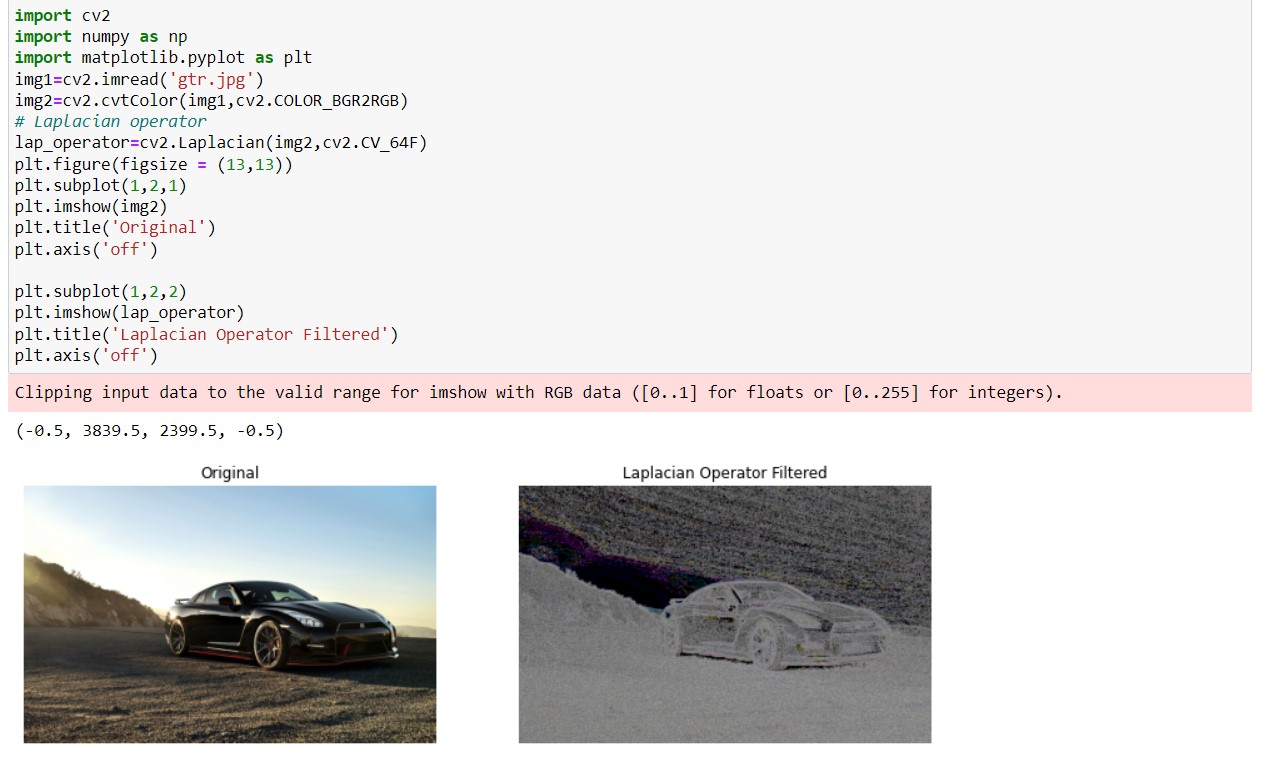 import cv2
import numpy as np
import matplotlib.pyplot as plt
img1=cv2.imread('gtr.jpg')
img2=cv2.cvtColor(img1,cv2.COLOR_BGR2RGB)
# Laplacian operator
lap_operator=cv2.Laplacian(img2,cv2.CV_64F)
plt.figure(figsize = (13,13))
plt.subplot(1,2,1)
plt.imshow(img2)
plt.title('Original')
plt.axis('off')
plt.subplot(1,2,2)
plt.imshow(lap_operator)
plt.title('Laplacian Operator Filtered')
plt.axis('off')
Clipping input data to the valid range for imshow with RGB data ([0..1] for floats or [0..255] for integers).
(-0.5, 3839.5, 2399.5, -0.5)
Original
Laplacian Operator Filtered